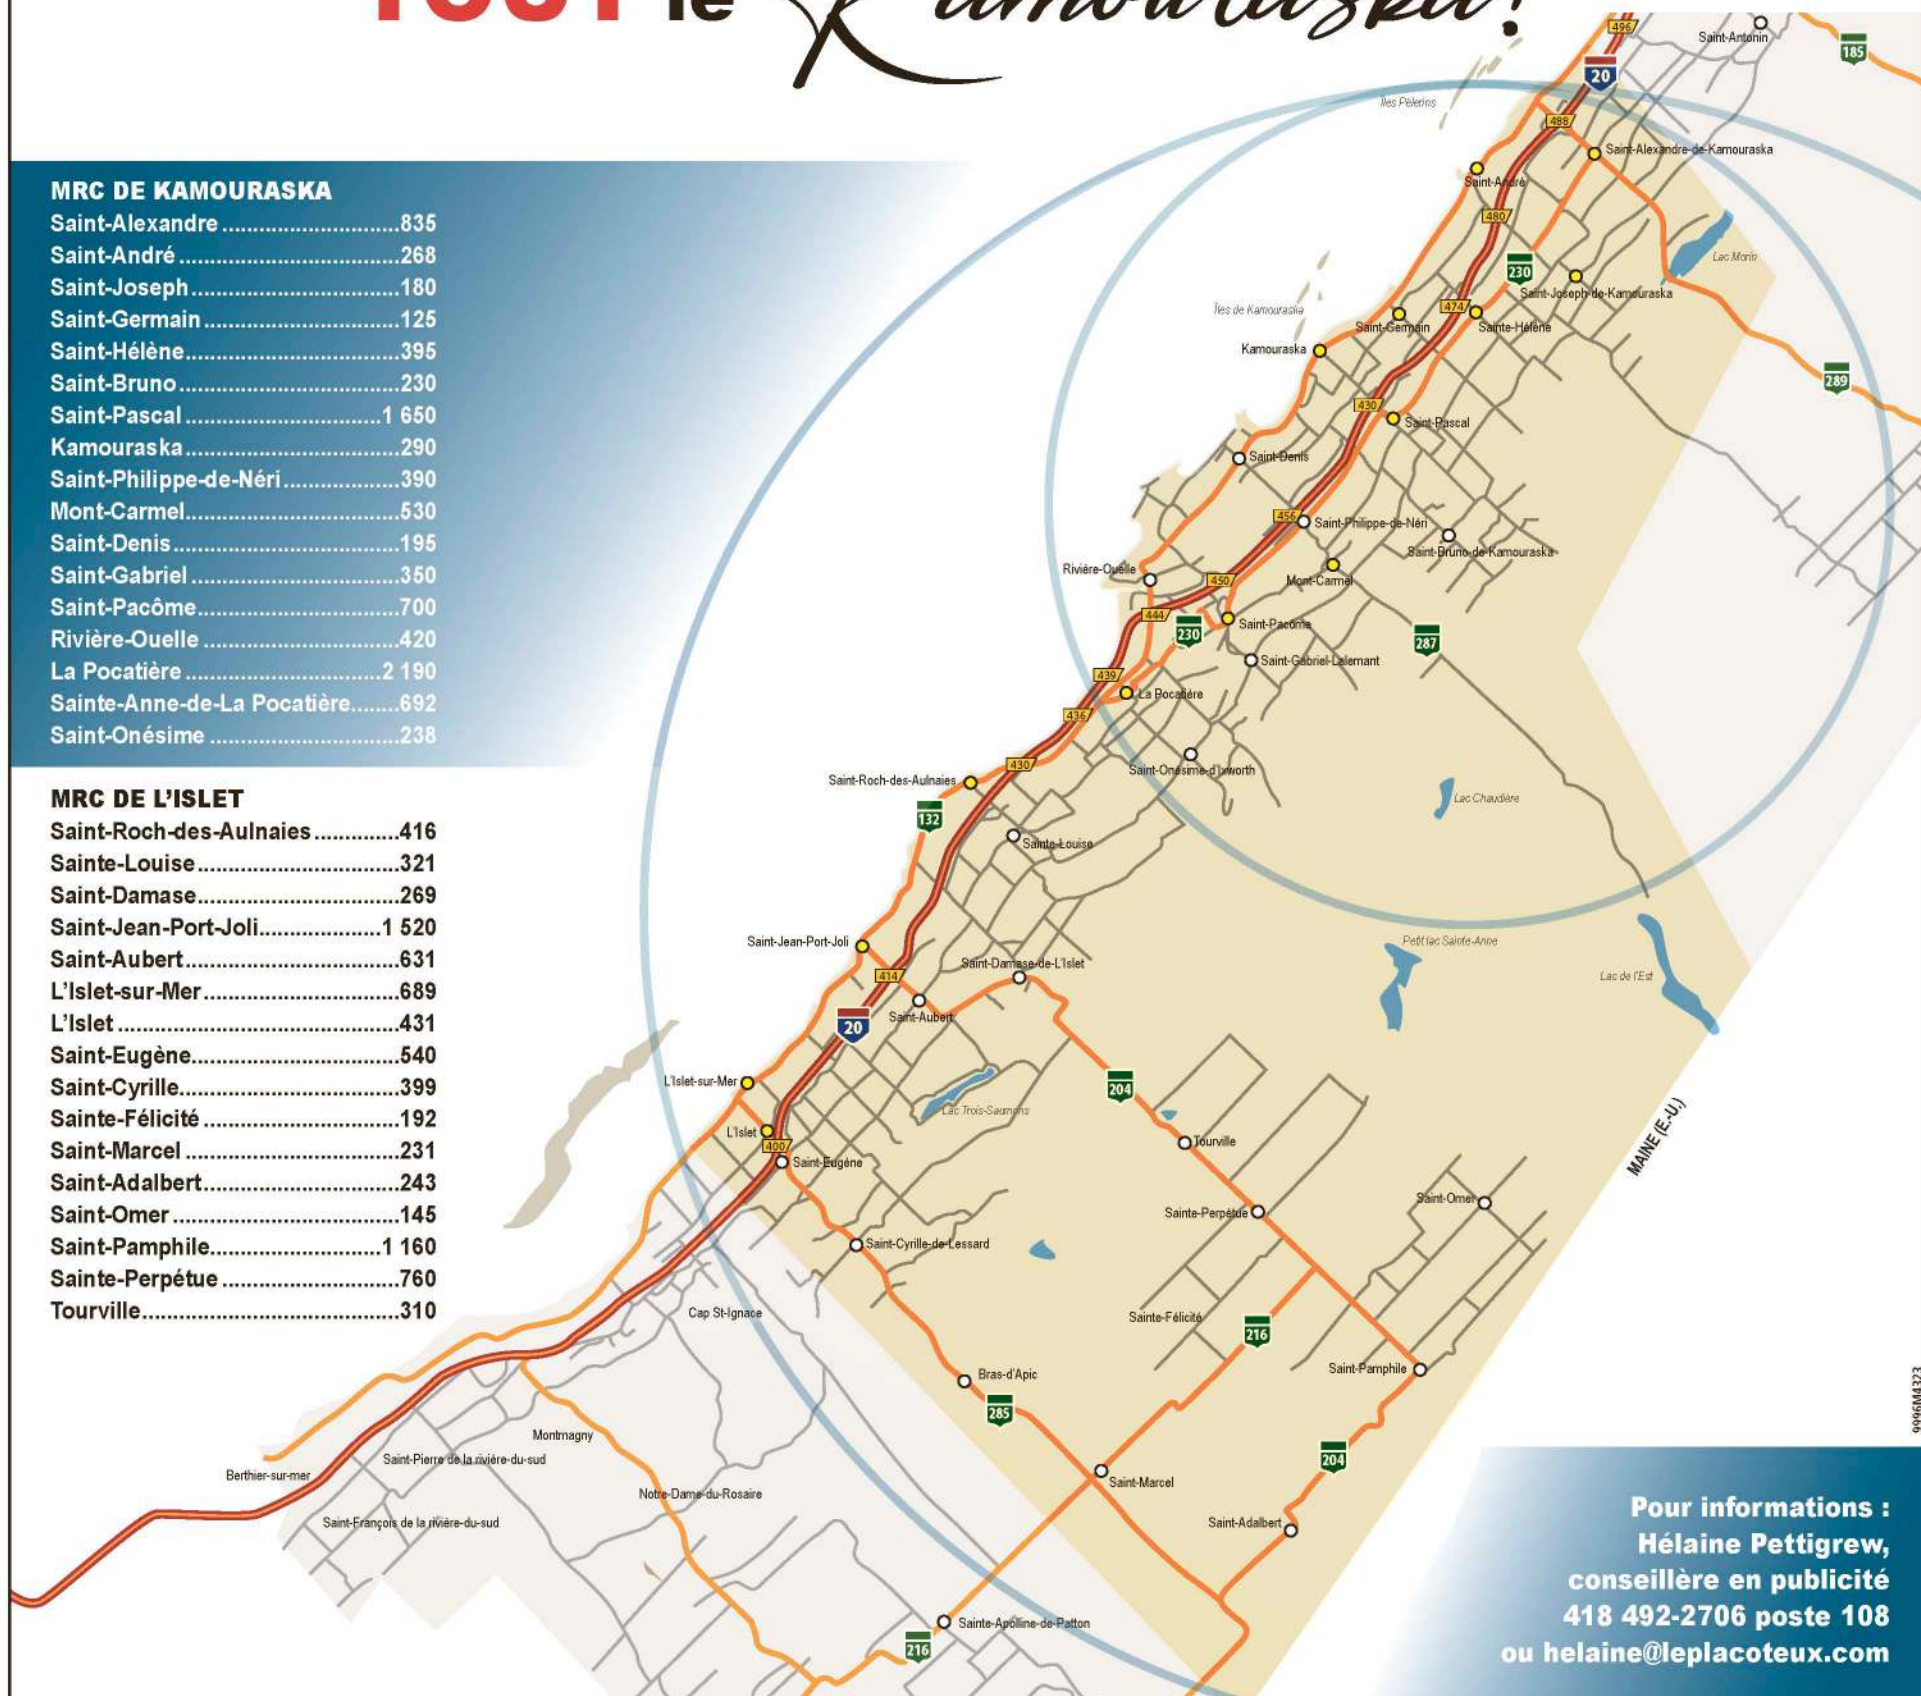 TOUT le Kamouraska!
MRC DE KAMOURASKA
Saint-Alexandre.............................835
Saint-André....................................268
Saint-Joseph..................................180
Saint-Germain................................125
Saint-Hélène...................................395
Saint-Bruno....................................230
Saint-Pascal................................1 650
Kamouraska...................................290
Saint-Philippe-de-Néri...................390
Mont-Carmel...................................530
Saint-Denis.....................................195
Saint-Gabriel..................................350
Saint-Pacôme.................................700
Rivière-Ouelle................................420
La Pocatière................................2 190
Sainte-Anne-de-La Pocatière........692
Saint-Onésime...............................238
MRC DE L'ISLET
Saint-Roch-des-Aulnaies..............416
Sainte-Louise.................................321
Saint-Damase.................................269
Saint-Jean-Port-Joli....................1 520
Saint-Aubert...................................631
L'Islet-sur-Mer................................689
L'Islet..............................................431
Saint-Eugène..................................540
Saint-Cyrille....................................399
Sainte-Félicité................................192
Saint-Marcel...................................231
Saint-Adalbert................................243
Saint-Omer.....................................145
Saint-Pamphile............................1 160
Sainte-Perpétue.............................760
Tourville..........................................310
496
Saint-Antonin
185
20
Îles Pèlerins
488
Saint-Alexandre-de-Kamouraska
Saint-André
480
Lac Morin
230
Saint-Joseph-de-Kamouraska
Îles de Kamouraska
474
Saint-Germain
Sainte-Hélène
Kamouraska
289
430
Saint-Pascal
Saint-Denis
456
Saint-Philippe-de-Néri
Saint-Bruno-de-Kamouraska
Rivière-Ouelle
450
Mont-Carmel
444
230
Saint-Pacôme
287
Saint-Gabriel-Lalemant
439
La Pocatière
436
430
Saint-Onésime-d'Ixworth
Saint-Roch-des-Aulnaies
Lac Chaudière
132
Sainte-Louise
Saint-Jean-Port-Joli
Petit lac Sainte-Anne
Saint-Damase-de-L'Islet
414
Lac de l'Est
Saint-Aubert
20
L'Islet-sur-Mer
204
Lac Trois-Saumons
L'Islet
400
Tourville
MAINE (E.-U.)
Saint-Eugène
Saint-Omer
Sainte-Perpétue
Saint-Cyrille-de-Lessard
Cap St-Ignace
Sainte-Félicité
216
Saint-Pamphile
Bras-d'Apic
285
Montmagny
Saint-Pierre de la rivière-du-sud
204
Berthier-sur-mer
Saint-Marcel
Notre-Dame-du-Rosaire
Saint-François de la rivière-du-sud
Saint-Adalbert
Sainte-Apolline-de-Patton
216
9996M4323
Pour informations :
Hélaine Pettigrew,
conseillère en publicité
418 492-2706 poste 108
ou helaine@leplacoteux.com